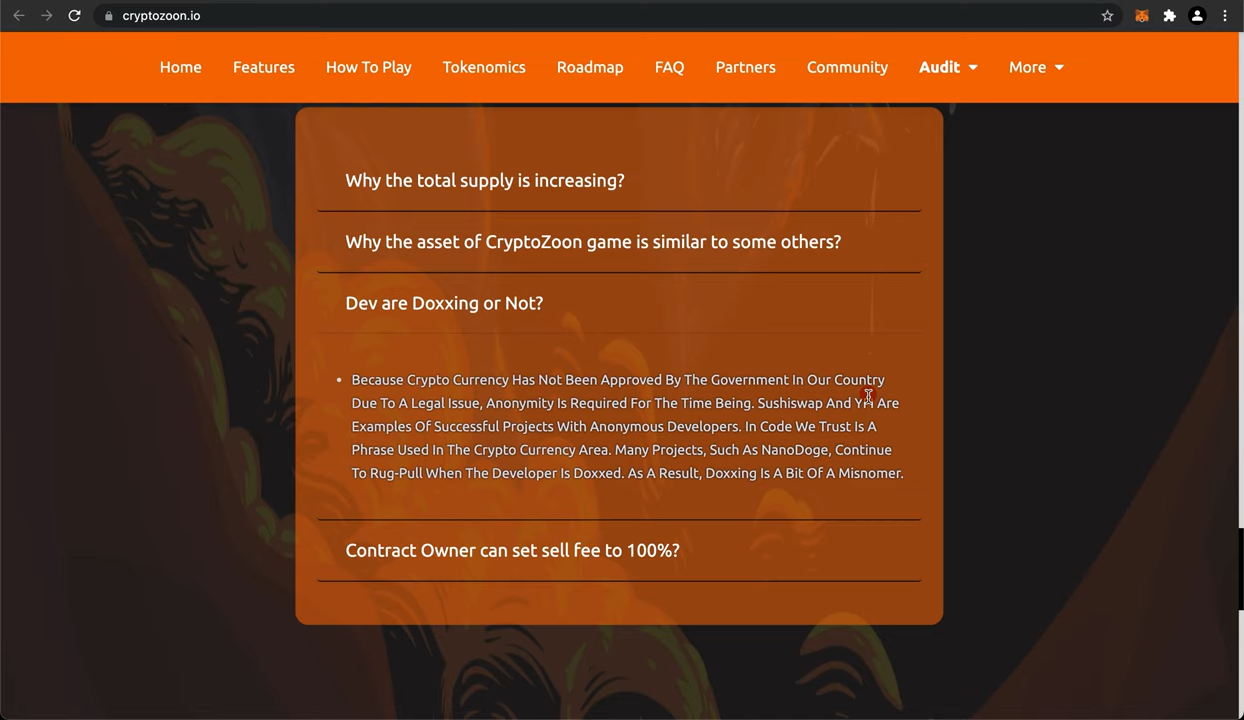 cryptozoon.io
Home Features How To Play Tokenomics Roadmap FAQ Partners Community Audit More
Why the total supply is increasing?
Why the asset of CryptoZoon game is similar to some others?
Dev are Doxxing or Not?
Because Crypto Currency Has Not Been Approved By The Government In Our Country
Due To A Legal Issue, Anonymity Is Required For The Time Being. Sushiswap And Are
Examples Of Successful Projects With Anonymous Developers. In Code We Trust Is A
Phrase Used In The Crypto Currency Area. Many Projects, Such As NanoDoge, Continue
To Rug-Pull When The Developer Is Doxxed. As A Result, Doxxing Is A Bit Of A Misnomer.
Contract Owner can set sell fee to 100%?